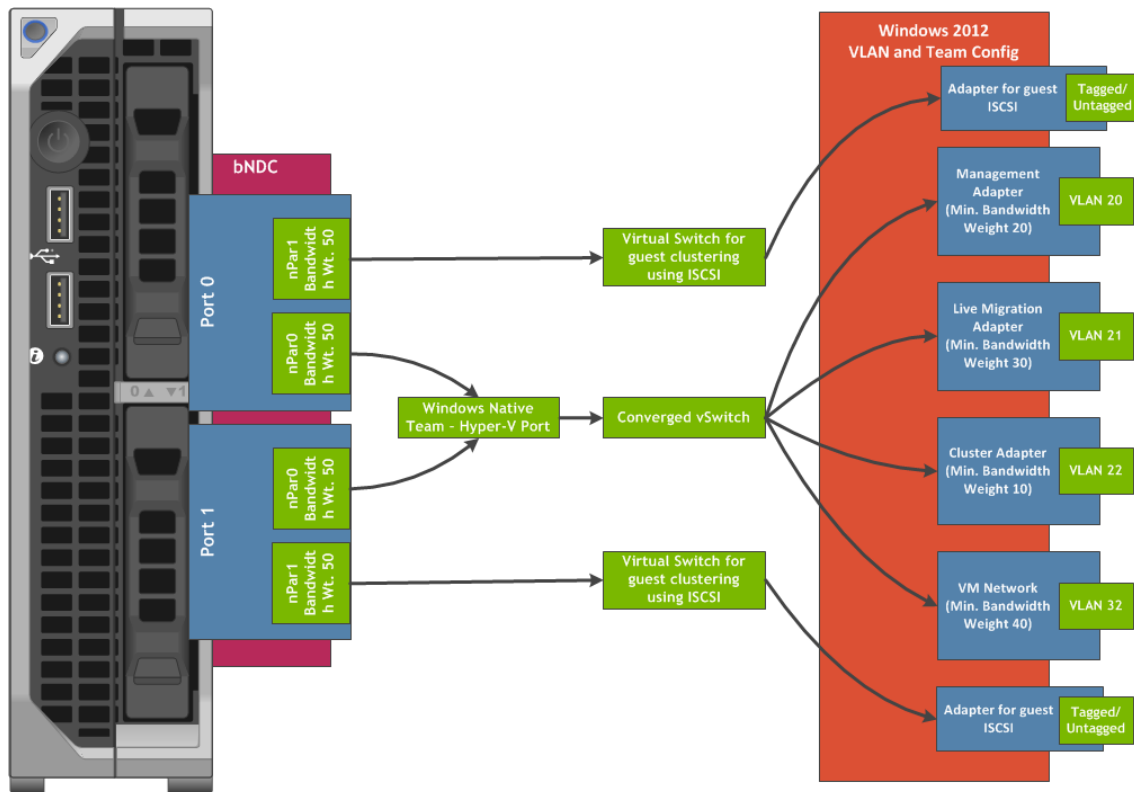 Windows 2012
VLAN and Team Config
Adapter for guest
ISCSI
Tagged/
Untagged
bNDC
Management
Adapter
(Min. Bandwidth
Weight 20)
VLAN 20
Port 0
nPar1
Bandwidt
h Wt. 50
Virtual Switch for
guest clustering
using ISCSI
nPar0
Bandwidt
h Wt. 50
Live Migration
Adapter
(Min. Bandwidth
Weight 30)
VLAN 21
0 ▲ ▼ 1
Windows Native
Team - Hyper-V Port
Converged vSwitch
Port 1
nPar0
Bandwidt
h Wt. 50
Cluster Adapter
(Min. Bandwidth
Weight 10)
VLAN 22
nPar1
Bandwidt
h Wt. 50
Virtual Switch for
guest clustering
using ISCSI
VM Network
(Min. Bandwidth
Weight 40)
VLAN 32
Adapter for guest
ISCSI
Tagged/
Untagged